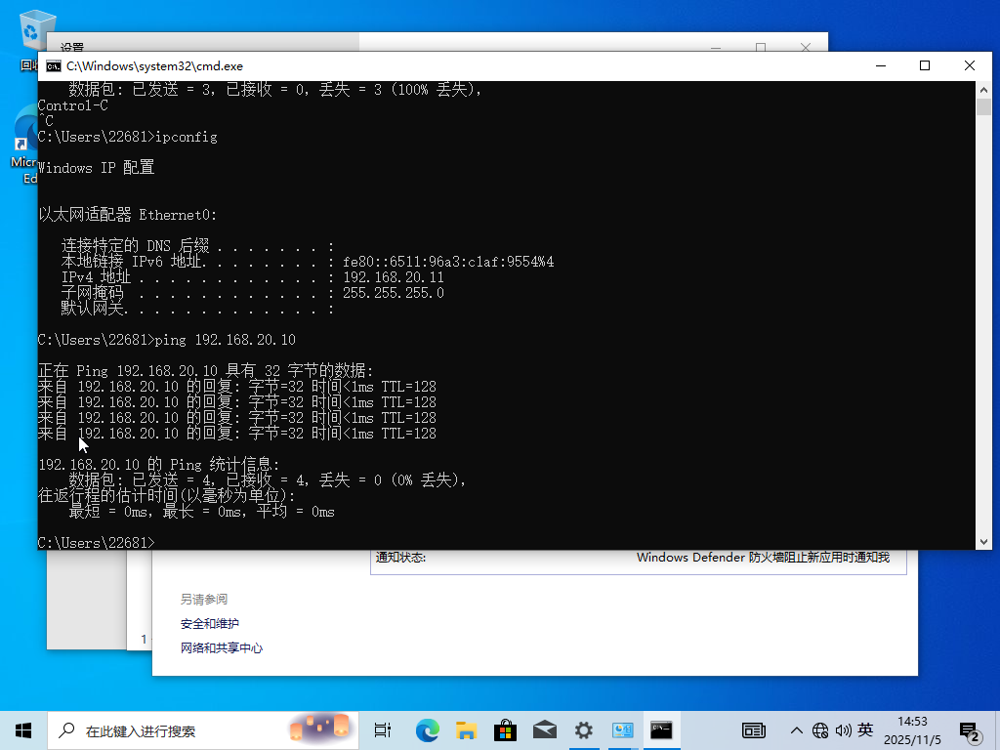 设置
C:\Windows\system32\cmd.exe
数据包: 已发送 = 3，已接收 = 0，丢失 = 3 (100% 丢失)，
Control-C
^C
C:\Users\22681>ipconfig
Windows IP 配置
以太网适配器 Ethernet0:
连接特定的 DNS 后缀 . . . . . . . :
本地链接 IPv6 地址. . . . . . . . : fe80::6511:96a3:c1af:9554%4
IPv4 地址 . . . . . . . . . . . . : 192.168.20.11
子网掩码 . . . . . . . . . . . . : 255.255.255.0
默认网关. . . . . . . . . . . . . :
C:\Users\22681>ping 192.168.20.10
正在 Ping 192.168.20.10 具有 32 字节的数据:
来自 192.168.20.10 的回复: 字节=32 时间<1ms TTL=128
来自 192.168.20.10 的回复: 字节=32 时间<1ms TTL=128
来自 192.168.20.10 的回复: 字节=32 时间<1ms TTL=128
来自 192.168.20.10 的回复: 字节=32 时间<1ms TTL=128
192.168.20.10 的 Ping 统计信息:
数据包: 已发送 = 4，已接收 = 4，丢失 = 0 (0% 丢失)，
往返行程的估计时间(以毫秒为单位):
最短 = 0ms，最长 = 0ms，平均 = 0ms
C:\Users\22681>
通知状态: Windows Defender 防火墙阻止新应用时通知我
另请参阅
安全和维护
网络和共享中心
1
回
Micr
Ed
在此键入进行搜索
英
14:53
2025/11/5
2